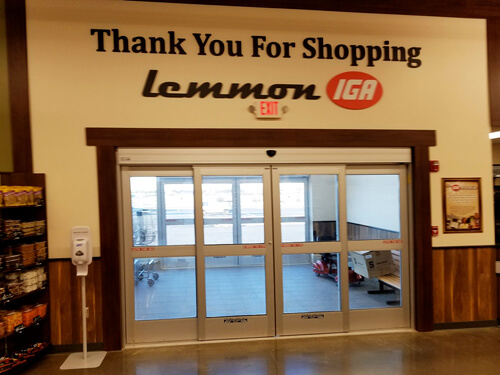 Thank You For Shopping
Lemmon IGA
EXIT